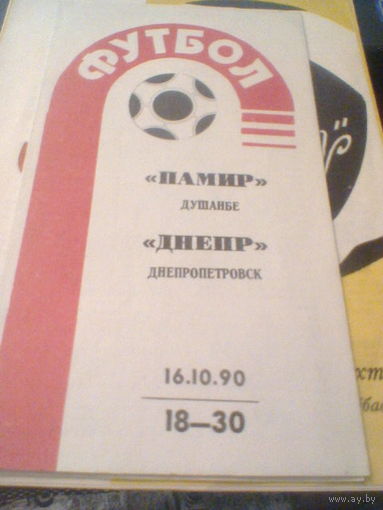 ФУТБОЛ
«ПАМИР»
ДУШАНБЕ
«ДНЕПР»
ДНЕПРОПЕТРОВСК
16.10.90
18—30
www.ay.by